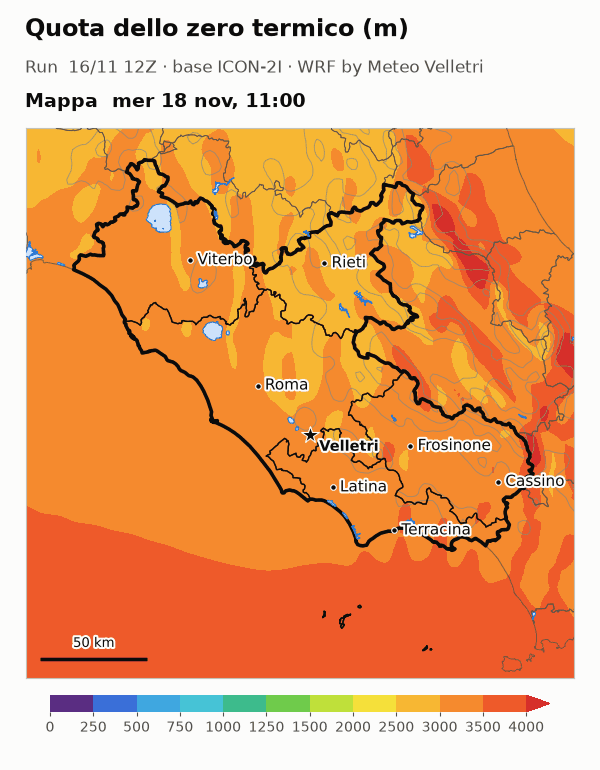 Quota dello zero termico (m)
Run  16/11 12Z · base ICON-2I · WRF by Meteo Velletri
Mappa  mer 18 nov, 11:00
Viterbo
Rieti
Roma
Velletri
Frosinone
Cassino
Latina
Terracina
50 km
0 250 500 750 1000 1250 1500 2000 2500 3000 3500 4000